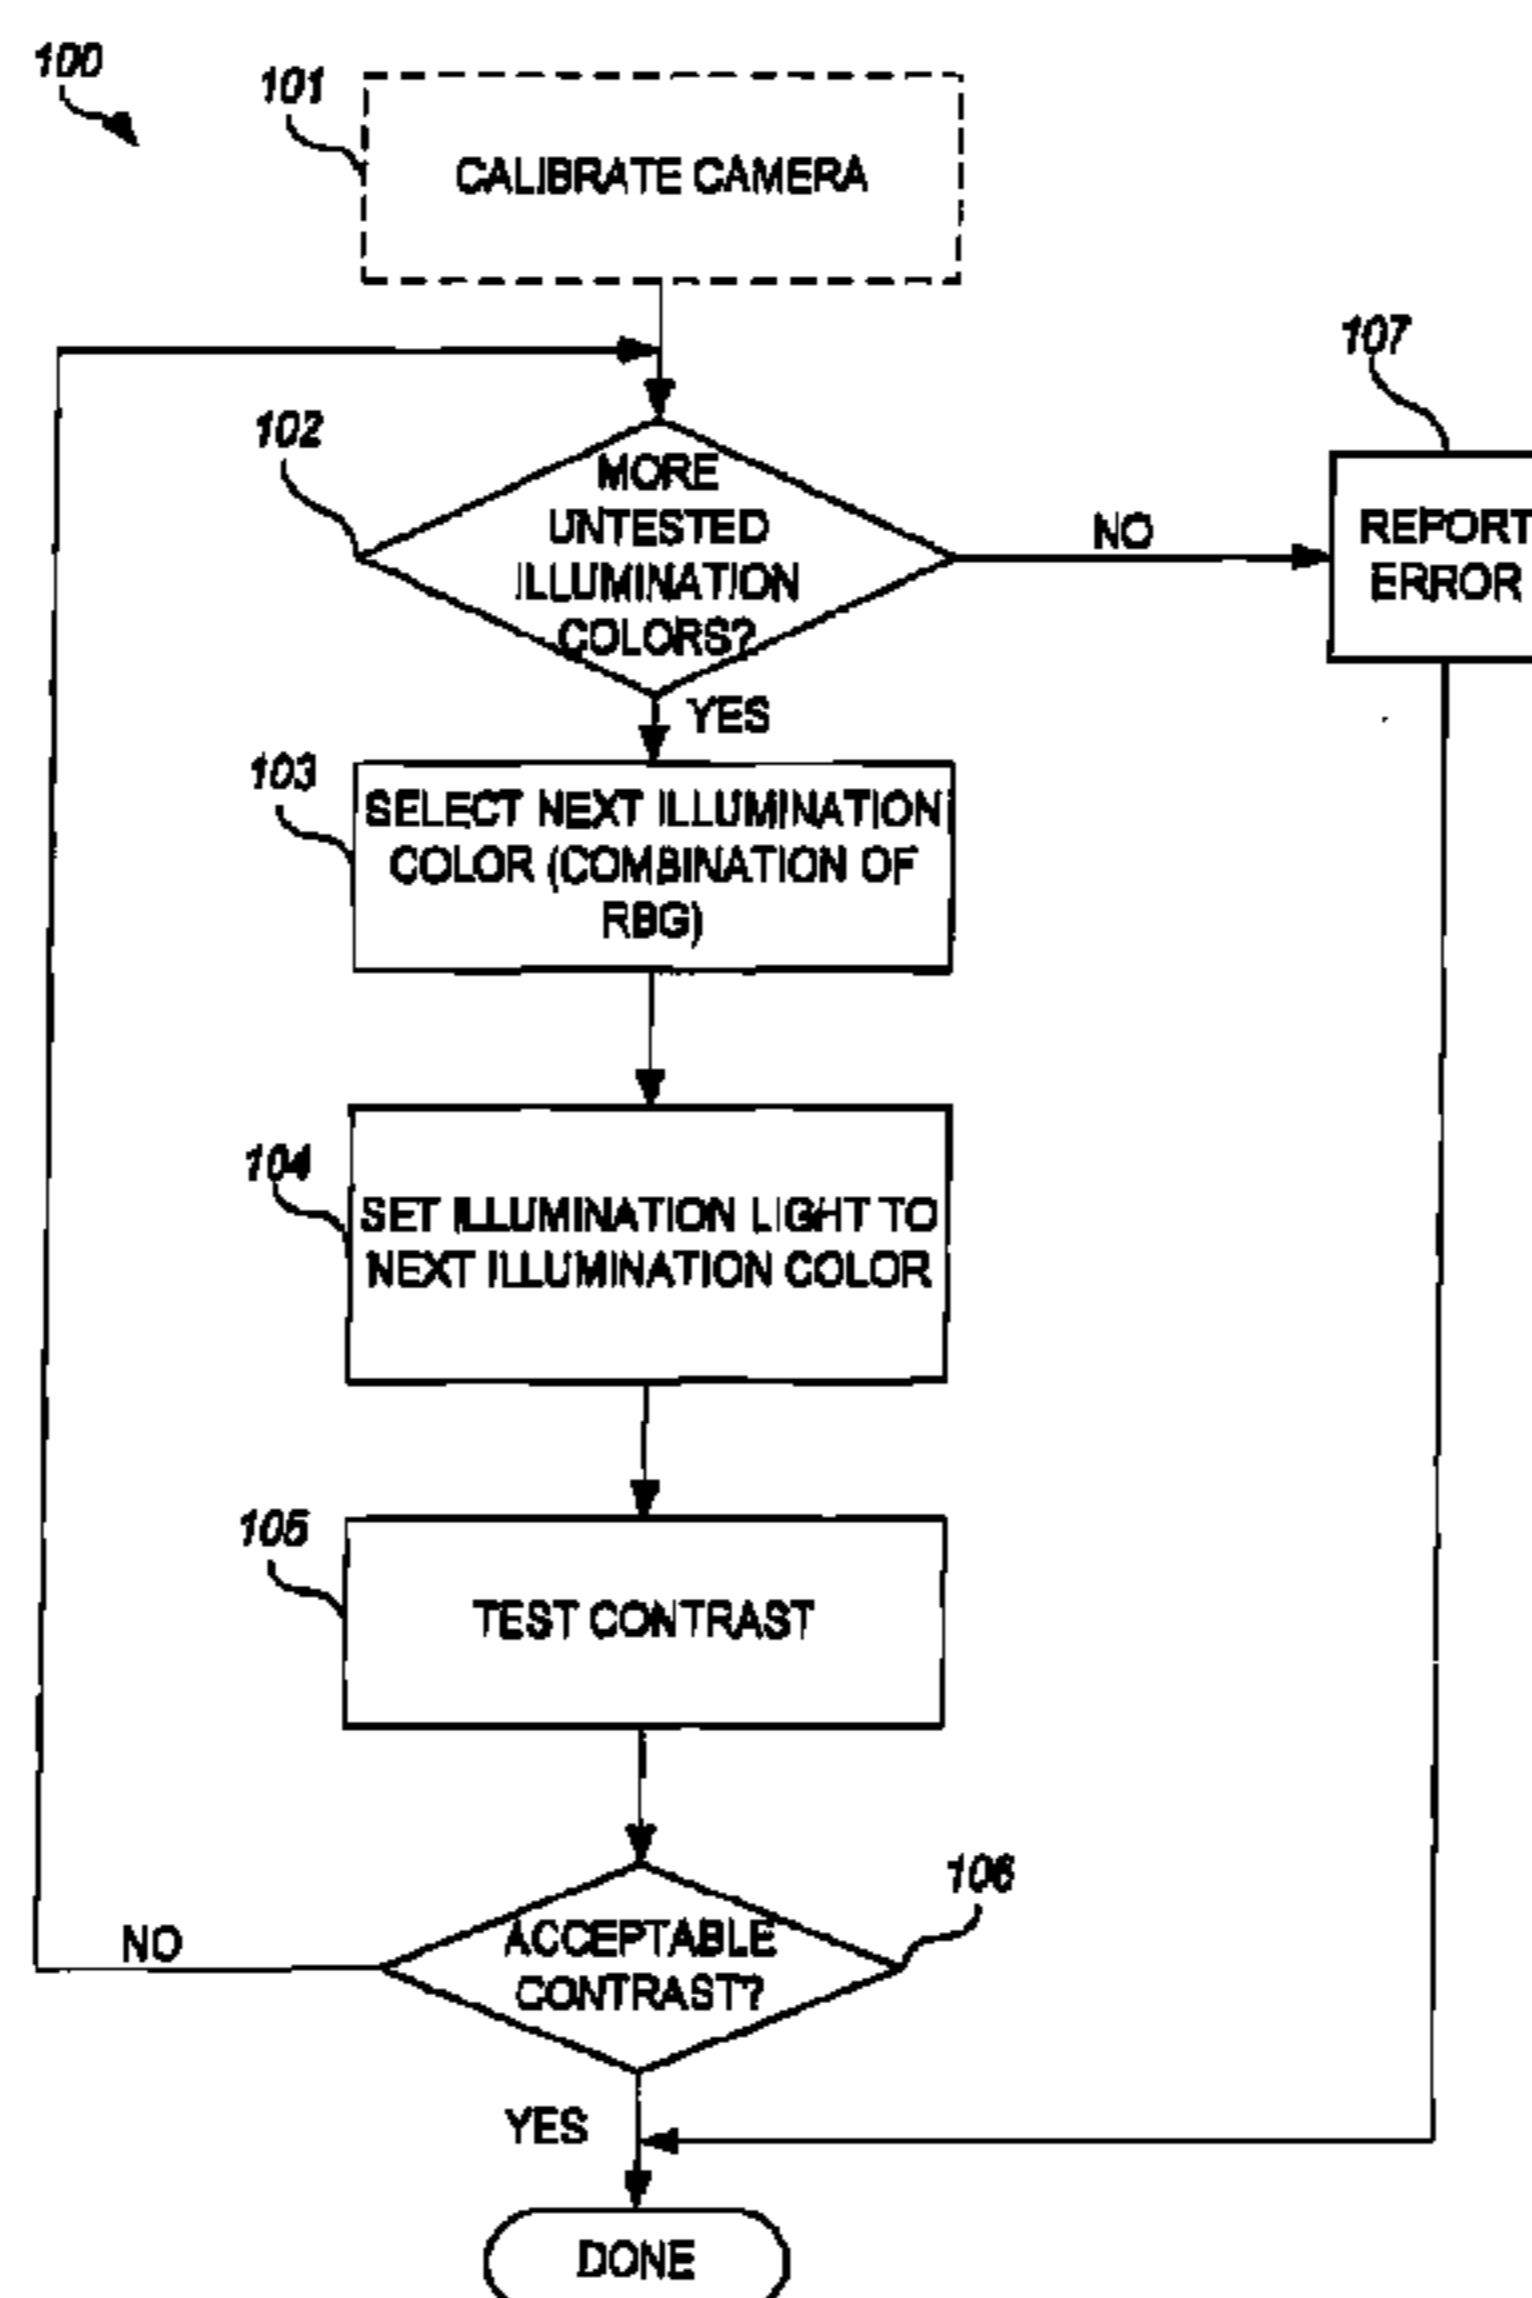 100
101
CALIBRATE CAMERA
107
102
MORE
UNTESTED
ILLUMINATION
COLORS?
NO
REPORT
ERROR
YES
103
SELECT NEXT ILLUMINATION
COLOR (COMBINATION OF
RBG)
104
SET ILLUMINATION LIGHT TO
NEXT ILLUMINATION COLOR
105
TEST CONTRAST
106
ACCEPTABLE
CONTRAST?
NO
YES
DONE